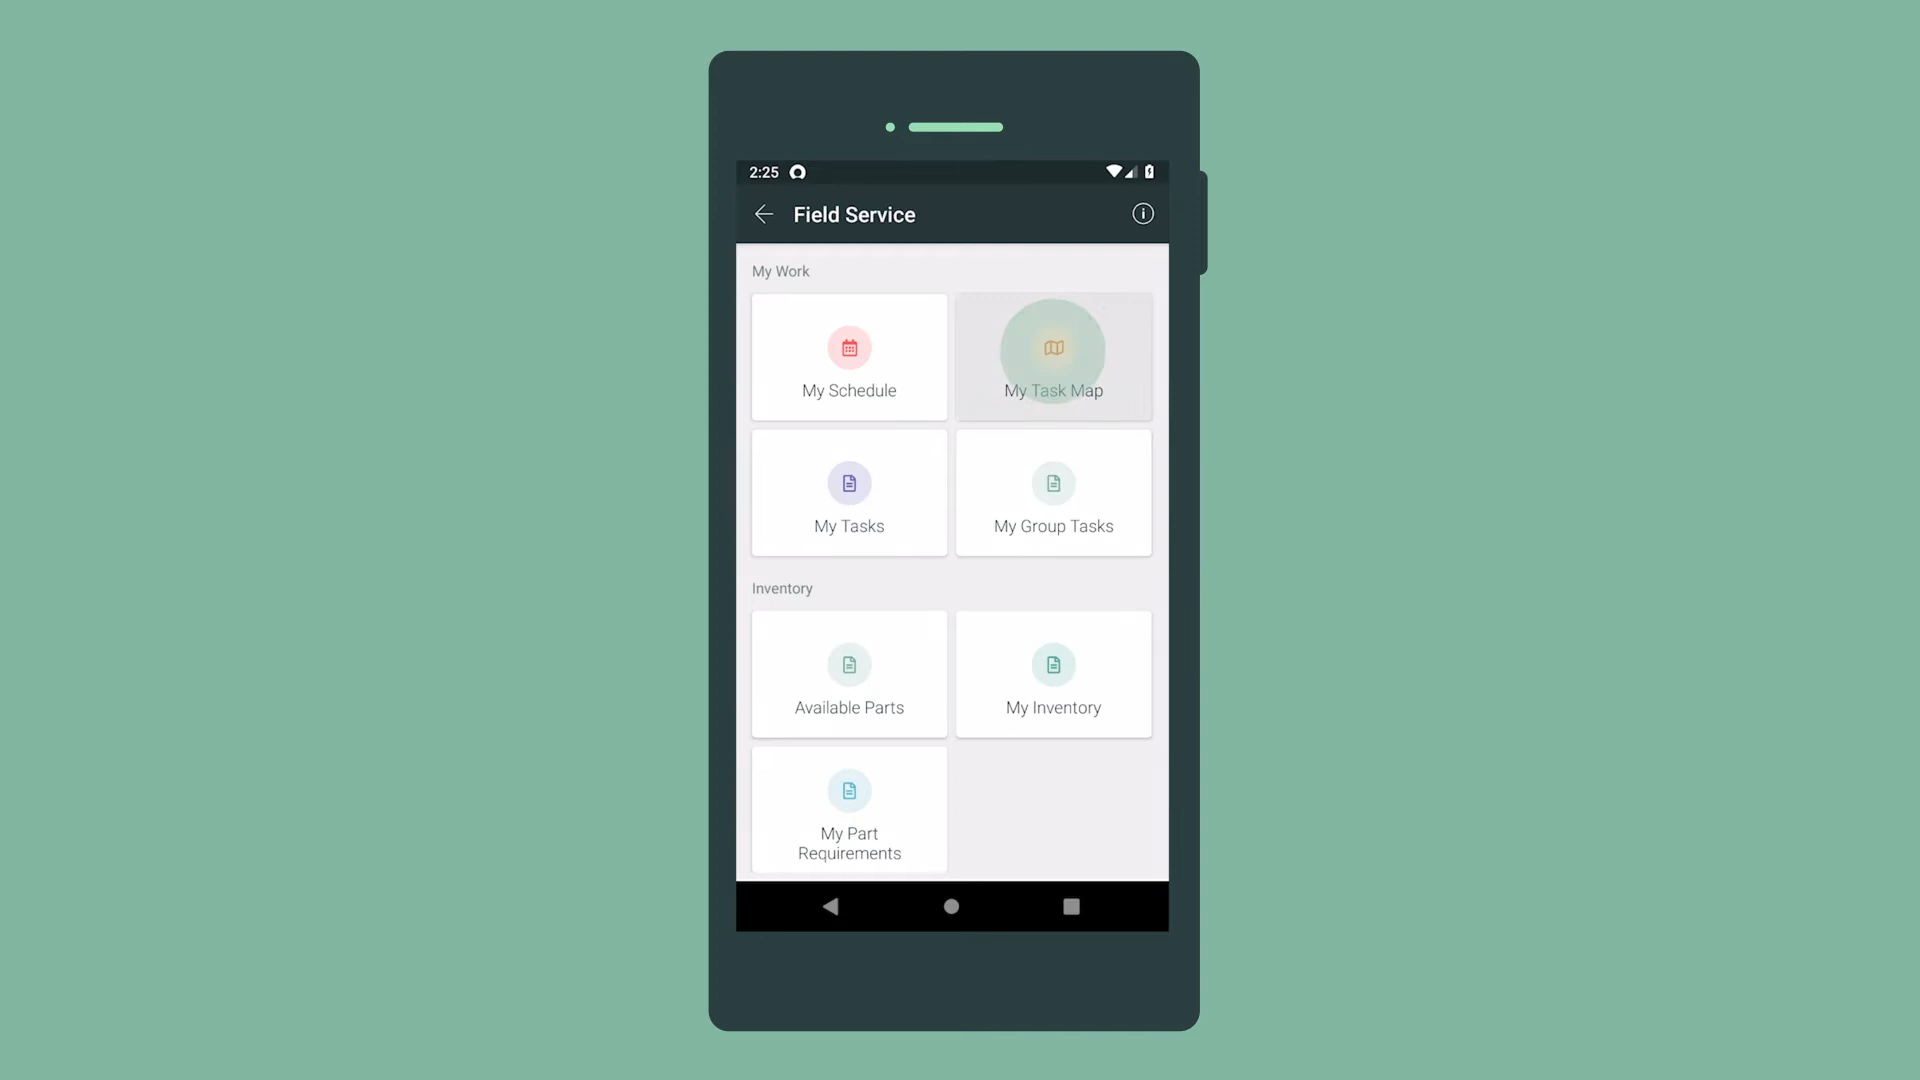 2:25
Field Service
My Work
My Schedule
My Task Map
My Tasks
My Group Tasks
Inventory
Available Parts
My Inventory
My Part
Requirements